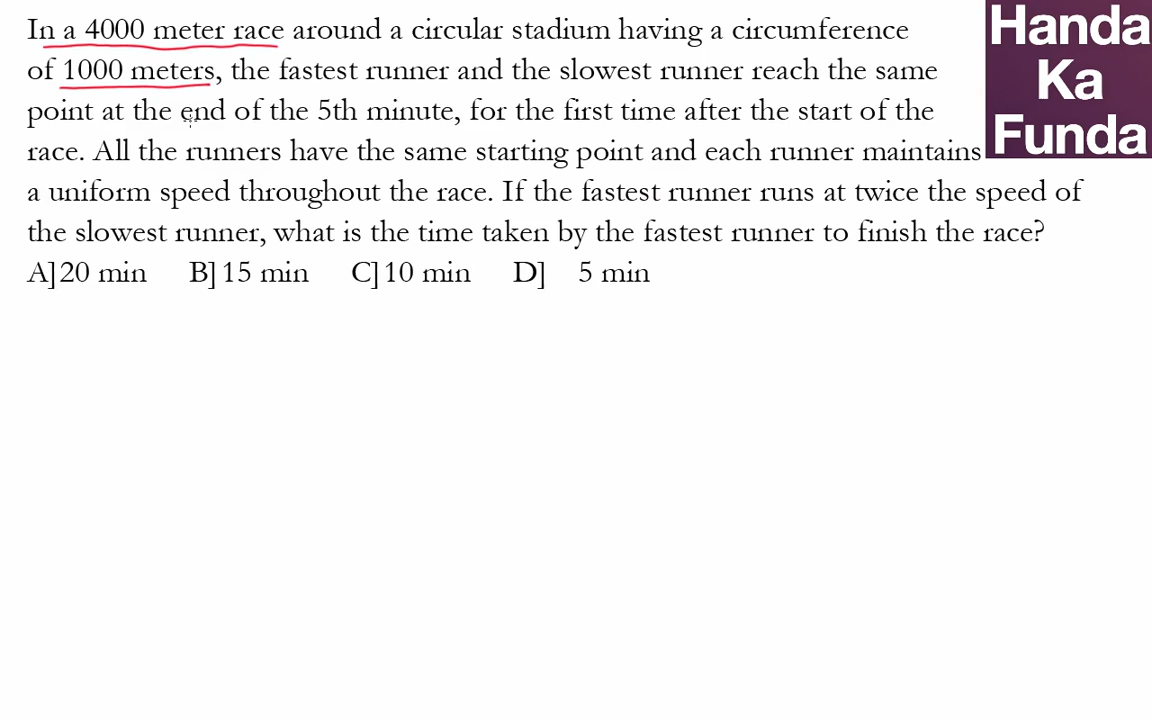 In a 4000 meter race around a circular stadium having a circumference
of 1000 meters, the fastest runner and the slowest runner reach the same
point at the end of the 5th minute, for the first time after the start of the
race. All the runners have the same starting point and each runner maintains
a uniform speed throughout the race. If the fastest runner runs at twice the speed of
the slowest runner, what is the time taken by the fastest runner to finish the race?
A]20 min B]15 min C]10 min D] 5 min
Handa
Ka
Funda